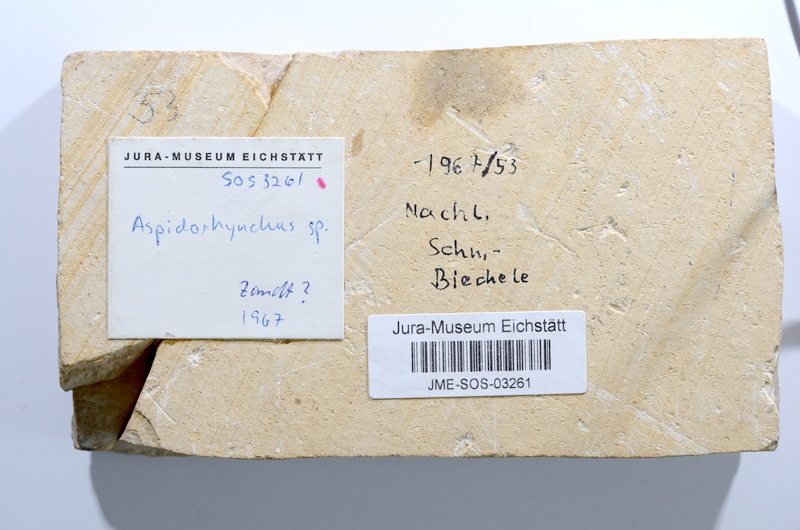 53
JURA-MUSEUM EICHSTÄTT
SOS 3261
Aspidorhynchus sp.
Zandt?
1967
1967/53
Nachl.
Schn.-
Biechele
Jura-Museum Eichstätt
JME-SOS-03261